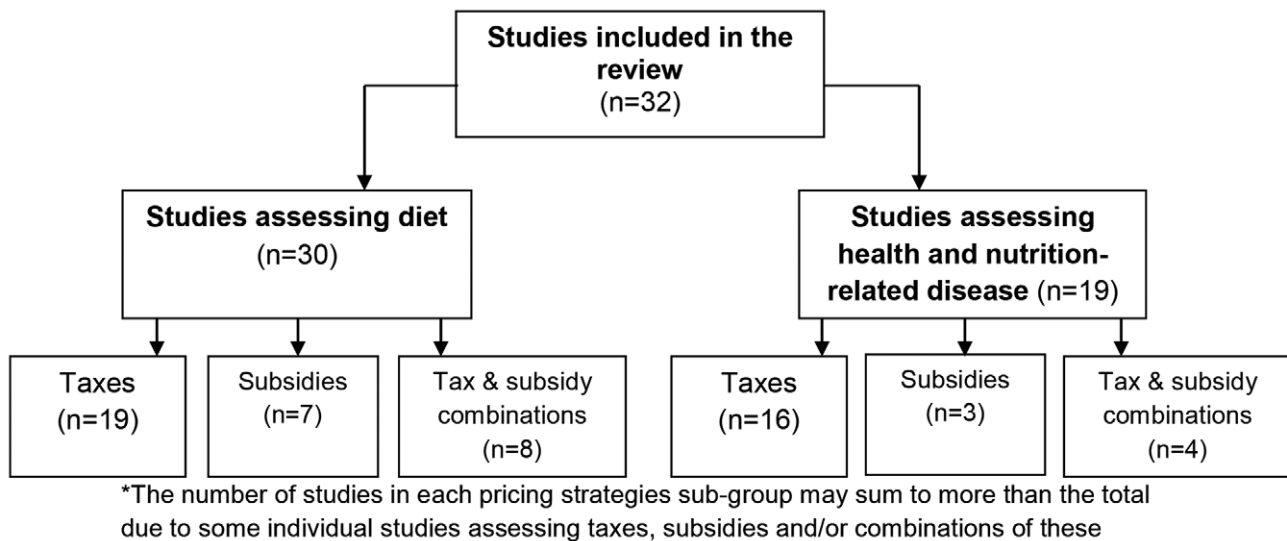 Studies included in the
review
(n=32)
Studies assessing diet
(n=30)
Studies assessing
health and nutrition-
related disease (n=19)
Taxes
(n=19)
Subsidies
(n=7)
Tax & subsidy
combinations
(n=8)
Taxes
(n=16)
Subsidies
(n=3)
Tax & subsidy
combinations
(n=4)
*The number of studies in each pricing strategies sub-group may sum to more than the total
due to some individual studies assessing taxes, subsidies and/or combinations of these